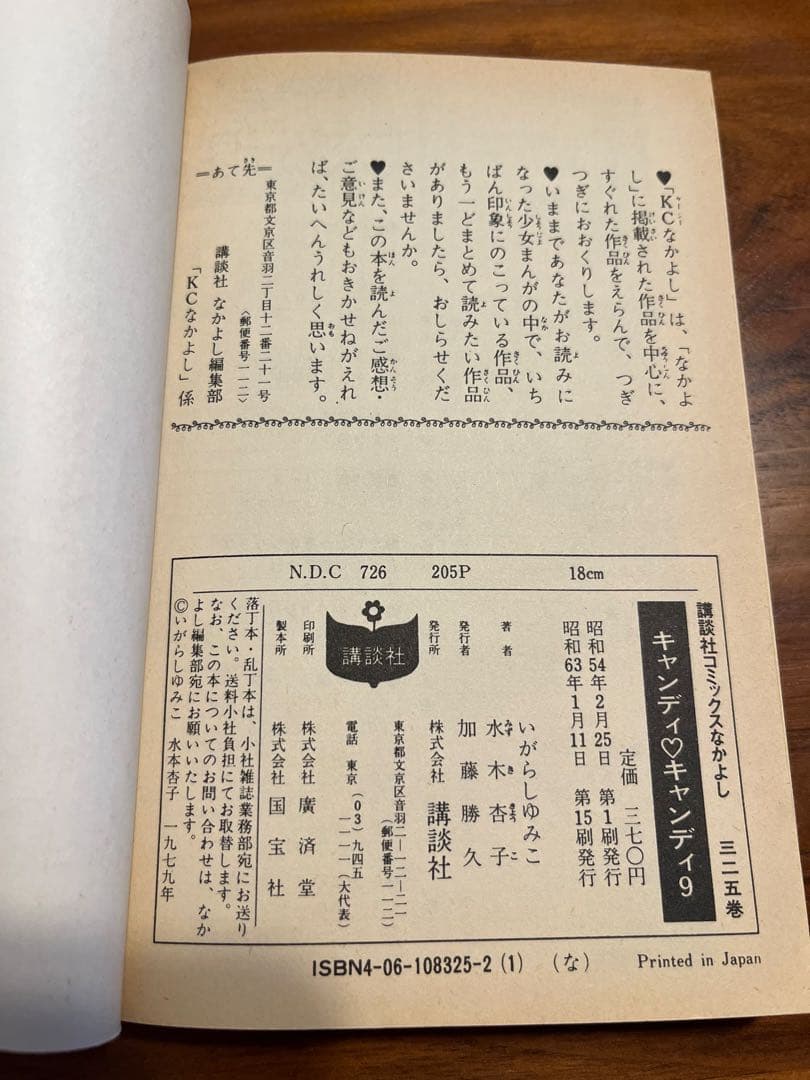 ♥「KCなかよし」は、「なかよ
し」に掲載された作品を中心に、
すぐれた作品をえらんで、つぎ
つぎにおおくりします。
♥いままであなたがお読みに
なった少女まんがの中で、いち
ばん印象にのこっている作品、
もう一どまとめて読みたい作品
がありましたら、おしらせくだ
さいませんか。
♥また、この本を読んだご感想・
ご意見などもおきかせねがえれ
ば、たいへんうれしく思います。
＝あて先＝
東京都文京区音羽二丁目十二番二十一号
〈郵便番号一一二〉
講談社 なかよし編集部
「KCなかよし」係
N.D.C 726 205P 18cm
講談社コミックスなかよし 三二五巻
キャンディ♡キャンディ9
定価 三七〇円
昭和54年2月25日 第1刷発行
昭和63年1月11日 第15刷発行
著者 いがらしゆみこ
水木杏子
発行者 加藤勝久
発行所 株式会社 講談社
東京都文京区音羽二―一二―二一
（郵便番号一一二）
電話 東京（03）九四五
一一一一（大代表）
講談社
印刷所 株式会社 廣済堂
製本所 株式会社 国宝社
落丁本・乱丁本は、小社雑誌業務部宛にお送り
ください。送料小社負担にてお取替します。
なお、この本についてのお問い合わせは、なか
よし編集部宛にお願いいたします。
©いがらしゆみこ 水木杏子 一九七九年
ISBN4-06-108325-2 (1) (な) Printed in Japan